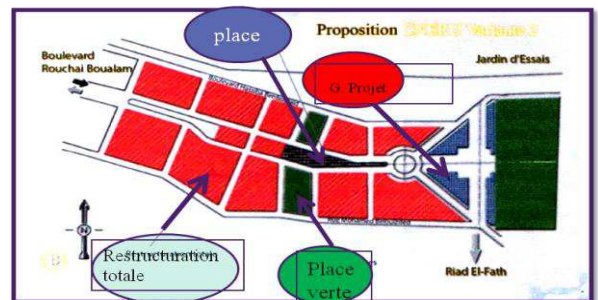 place
Proposition
Boulevard
Rouchai Boualam
Jardin d'Essais
G. Projet
N
Restructuration
totale
Place
verte
Riad El-Fath